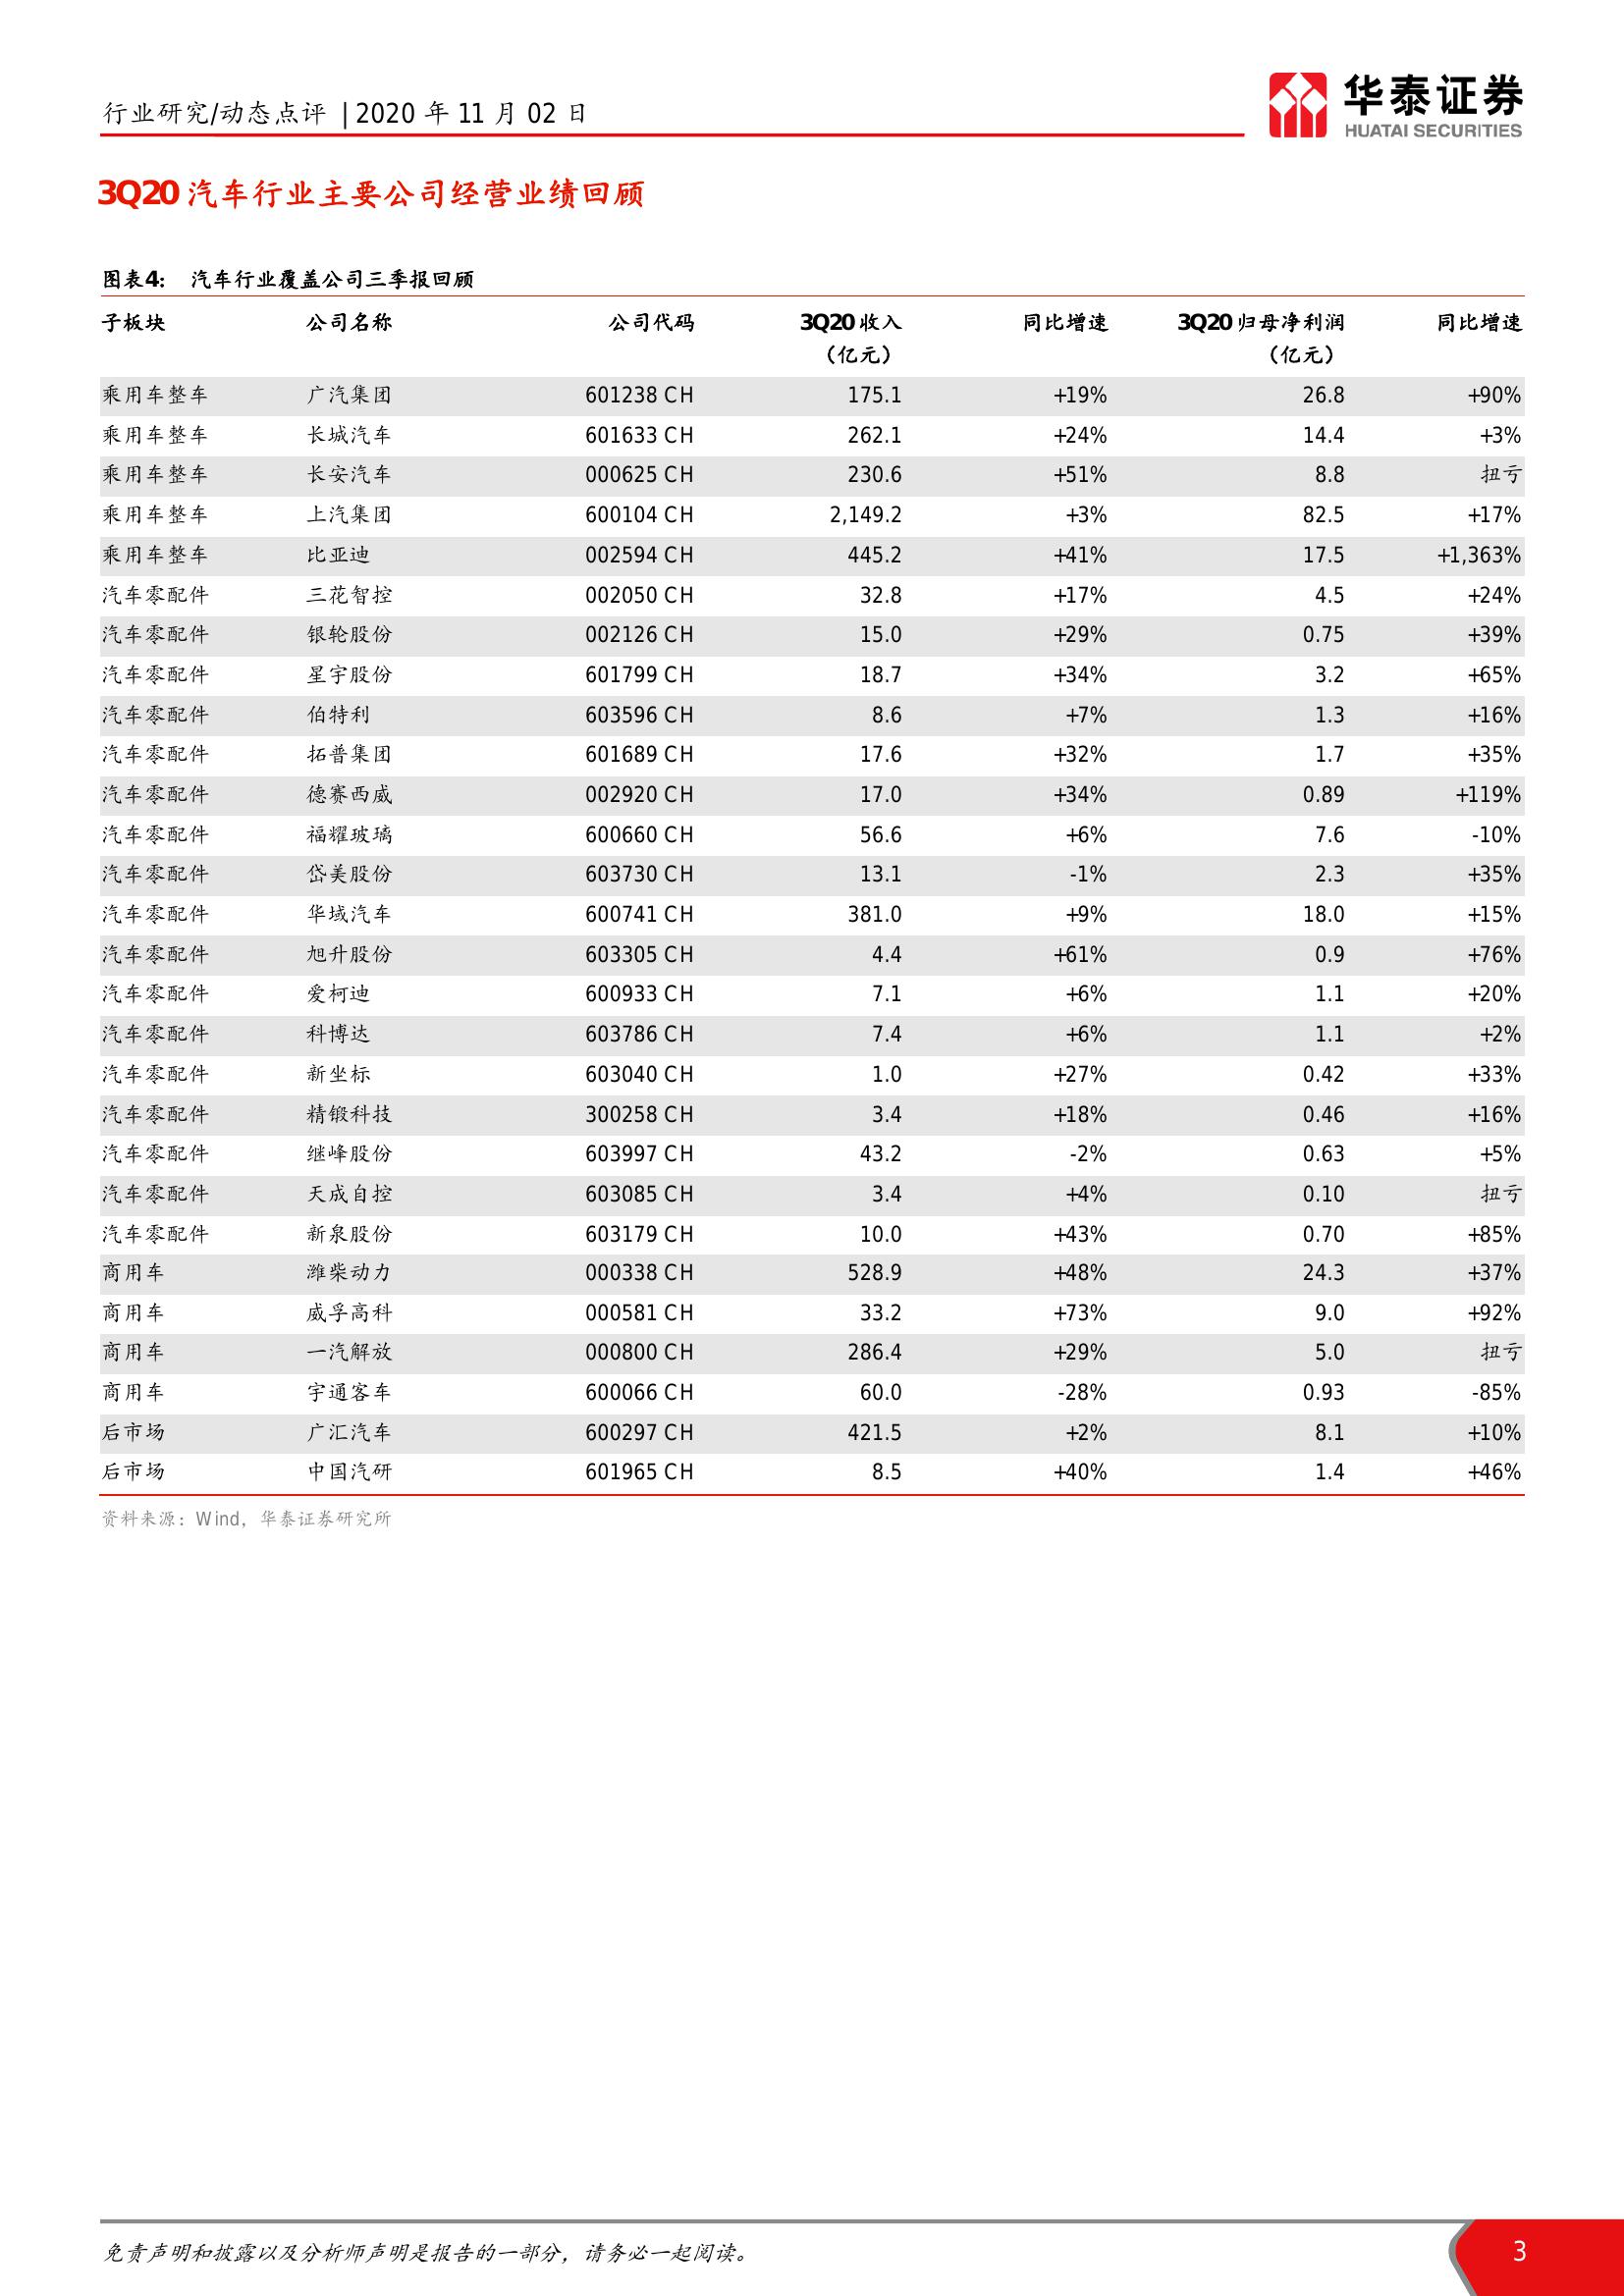 行业研究/动态点评 | 2020 年 11 月 02 日
华泰证券
HUATAI SECURITIES
3Q20 汽车行业主要公司经营业绩回顾
图表4: 汽车行业覆盖公司三季报回顾
子板块 公司名称 公司代码 3Q20 收入 同比增速 3Q20 归母净利润 同比增速
（亿元） （亿元）
乘用车整车 广汽集团 601238 CH 175.1 +19% 26.8 +90%
乘用车整车 长城汽车 601633 CH 262.1 +24% 14.4 +3%
乘用车整车 长安汽车 000625 CH 230.6 +51% 8.8 扭亏
乘用车整车 上汽集团 600104 CH 2,149.2 +3% 82.5 +17%
乘用车整车 比亚迪 002594 CH 445.2 +41% 17.5 +1,363%
汽车零配件 三花智控 002050 CH 32.8 +17% 4.5 +24%
汽车零配件 银轮股份 002126 CH 15.0 +29% 0.75 +39%
汽车零配件 星宇股份 601799 CH 18.7 +34% 3.2 +65%
汽车零配件 伯特利 603596 CH 8.6 +7% 1.3 +16%
汽车零配件 拓普集团 601689 CH 17.6 +32% 1.7 +35%
汽车零配件 德赛西威 002920 CH 17.0 +34% 0.89 +119%
汽车零配件 福耀玻璃 600660 CH 56.6 +6% 7.6 -10%
汽车零配件 岱美股份 603730 CH 13.1 -1% 2.3 +35%
汽车零配件 华域汽车 600741 CH 381.0 +9% 18.0 +15%
汽车零配件 旭升股份 603305 CH 4.4 +61% 0.9 +76%
汽车零配件 爱柯迪 600933 CH 7.1 +6% 1.1 +20%
汽车零配件 科博达 603786 CH 7.4 +6% 1.1 +2%
汽车零配件 新坐标 603040 CH 1.0 +27% 0.42 +33%
汽车零配件 精锻科技 300258 CH 3.4 +18% 0.46 +16%
汽车零配件 继峰股份 603997 CH 43.2 -2% 0.63 +5%
汽车零配件 天成自控 603085 CH 3.4 +4% 0.10 扭亏
汽车零配件 新泉股份 603179 CH 10.0 +43% 0.70 +85%
商用车 潍柴动力 000338 CH 528.9 +48% 24.3 +37%
商用车 威孚高科 000581 CH 33.2 +73% 9.0 +92%
商用车 一汽解放 000800 CH 286.4 +29% 5.0 扭亏
商用车 宇通客车 600066 CH 60.0 -28% 0.93 -85%
后市场 广汇汽车 600297 CH 421.5 +2% 8.1 +10%
后市场 中国汽研 601965 CH 8.5 +40% 1.4 +46%
资料来源：Wind，华泰证券研究所
免责声明和披露以及分析师声明是报告的一部分，请务必一起阅读。
3